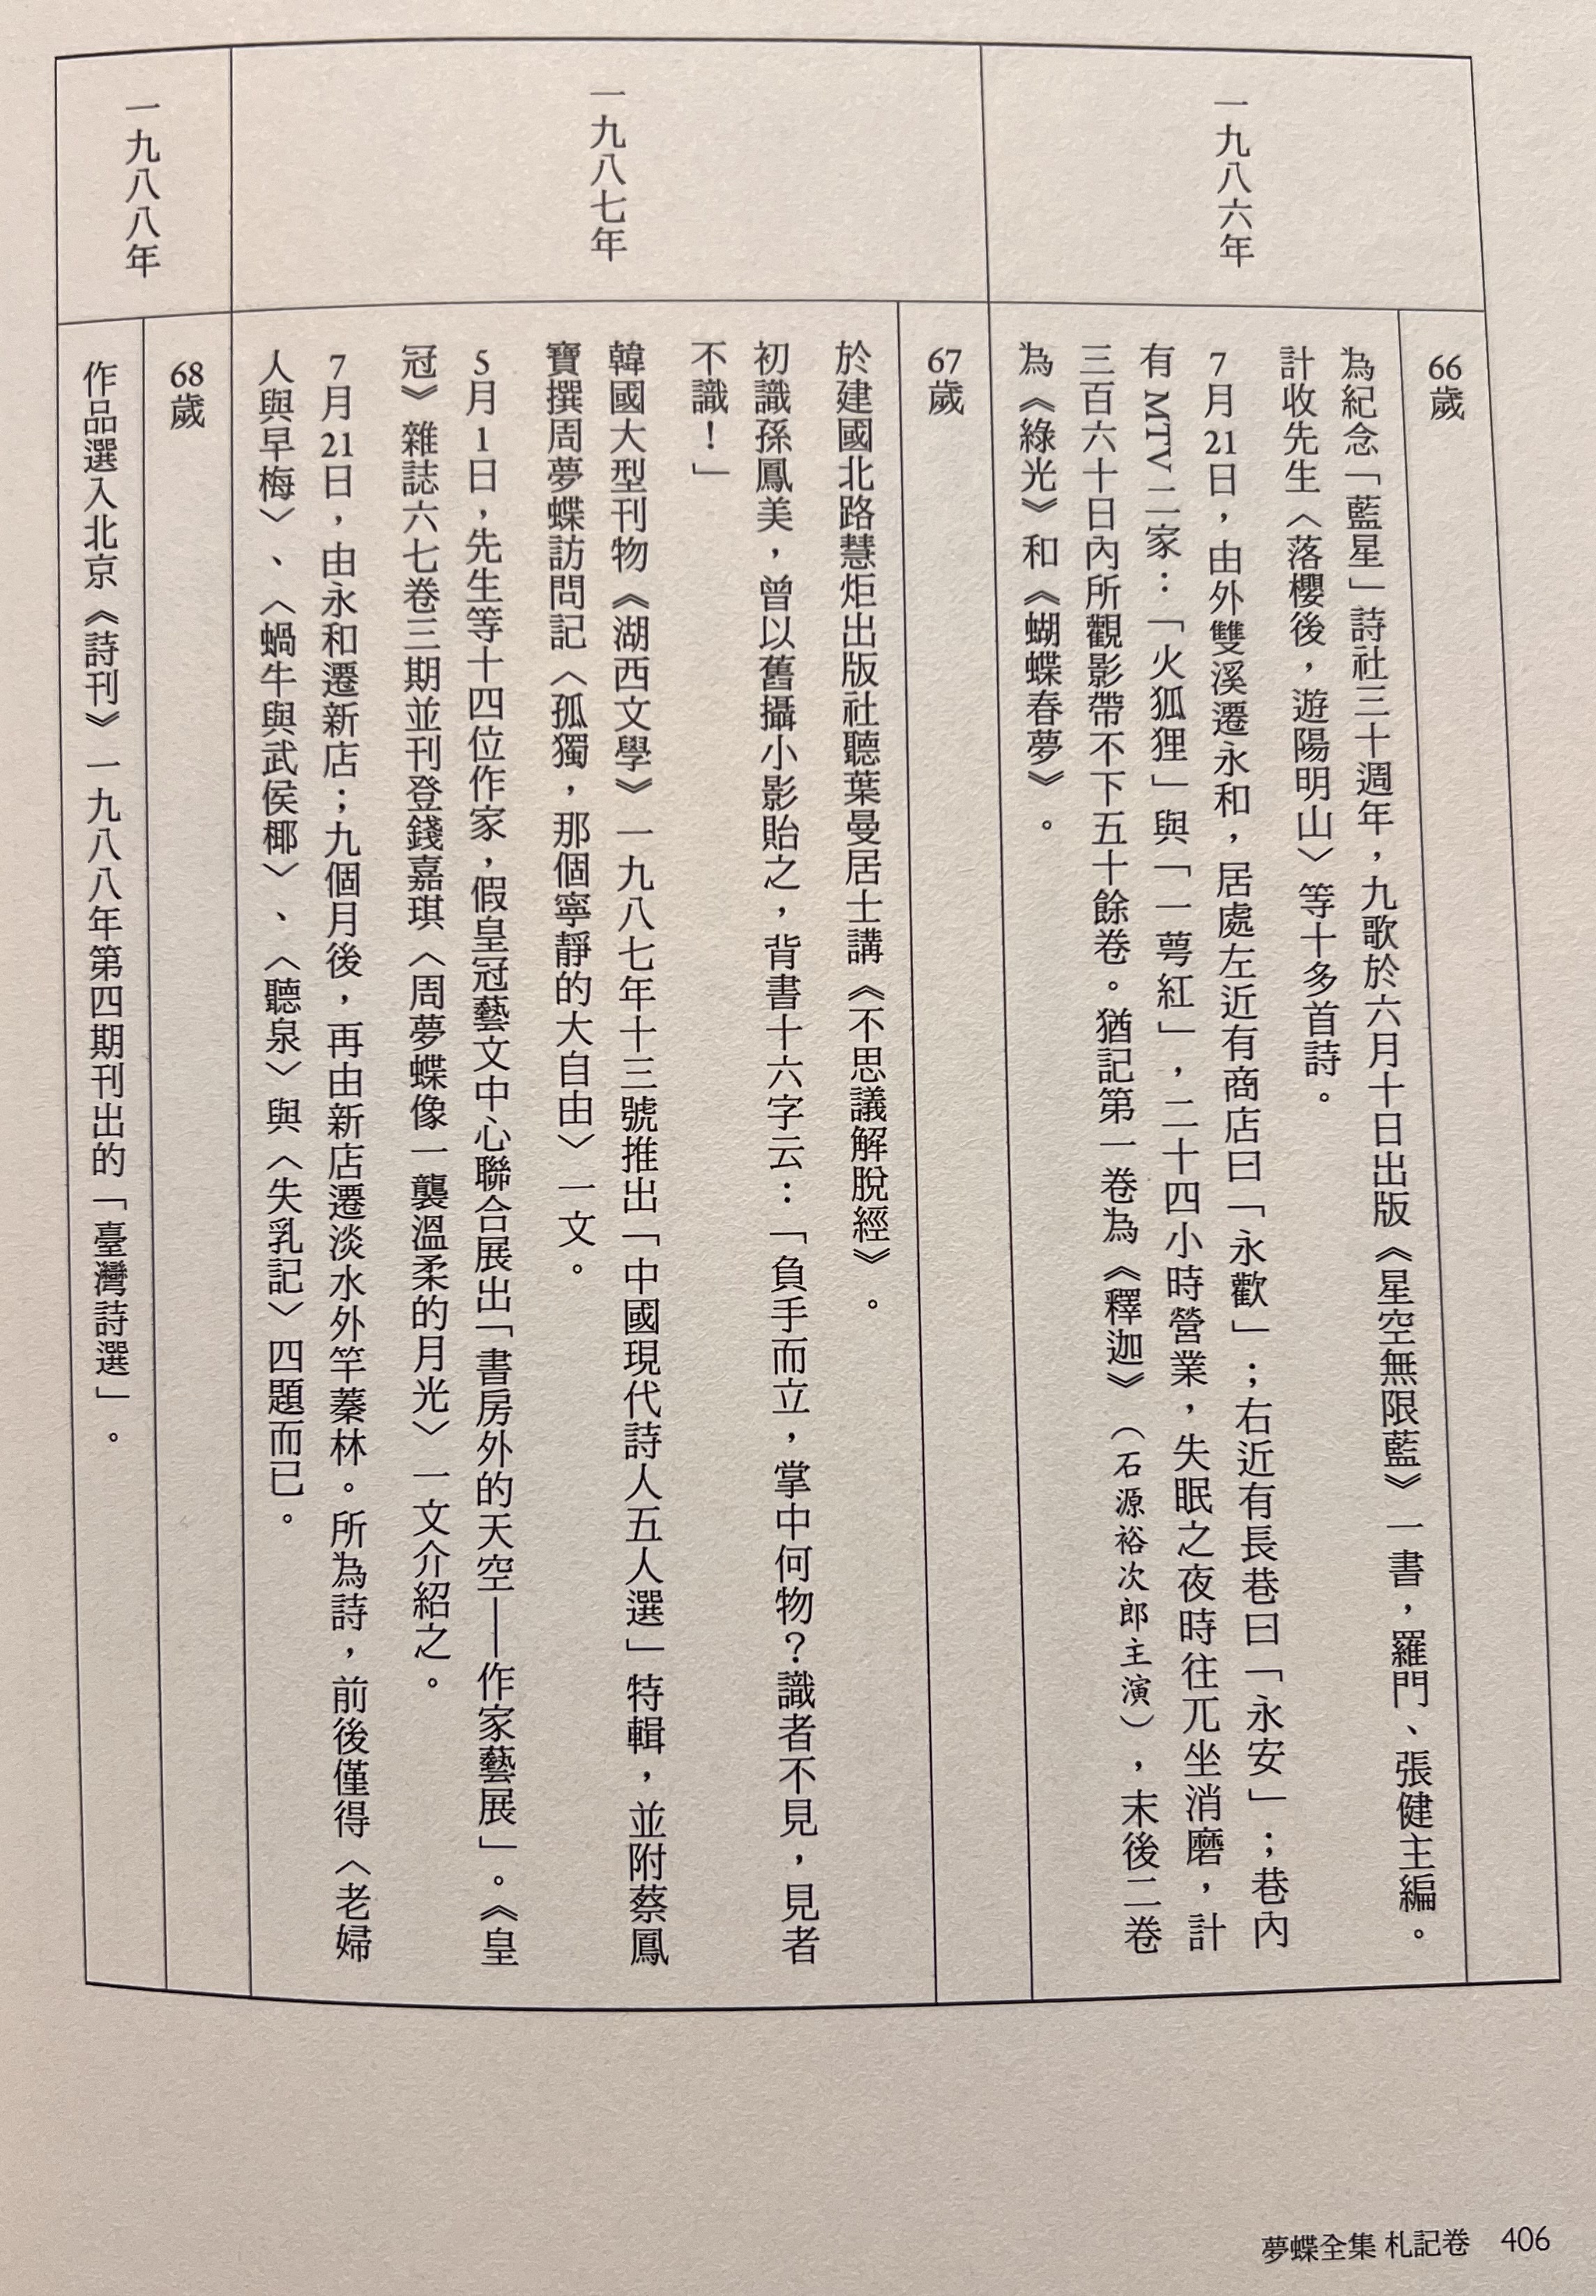 一九八六年
66歲
為紀念「藍星」詩社三十週年，九歌於六月十日出版《星空無限藍》一書，羅門、張健主編。
計收先生〈落櫻後，遊陽明山〉等十多首詩。
7月21日，由外雙溪遷永和，居處左近有商店曰「永歡」；右近有長巷曰「永安」；巷內
有MTV二家：「火狐狸」與「一萼紅」，二十四小時營業，失眠之夜時往兀坐消磨，計
三百六十日內所觀影帶不下五十餘卷。猶記第一卷為《釋迦》（石源裕次郎主演），末後二卷
為《綠光》和《蝴蝶春夢》。
一九八七年
67歲
於建國北路慧炬出版社聽葉曼居士講《不思議解脫經》。
初識孫鳳美，曾以舊攝小影貽之，背書十六字云：「負手而立，掌中何物？識者不見，見者
不識！」
韓國大型刊物《湖西文學》一九八七年十三號推出「中國現代詩人五人選」特輯，並附蔡鳳
寶撰周夢蝶訪問記〈孤獨，那個寧靜的大自由〉一文。
5月1日，先生等十四位作家，假皇冠藝文中心聯合展出「書房外的天空——作家藝展」。《皇
冠》雜誌六七卷三期並刊登錢嘉琪〈周夢蝶像一襲溫柔的月光〉一文介紹之。
7月21日，由永和遷新店；九個月後，再由新店遷淡水外竿蓁林。所為詩，前後僅得〈老婦
人與早梅〉、〈蝸牛與武侯椰〉、〈聽泉〉與〈失乳記〉四題而已。
一九八八年
68歲
作品選入北京《詩刊》一九八八年第四期刊出的「臺灣詩選」。
夢蝶全集 札記卷 406